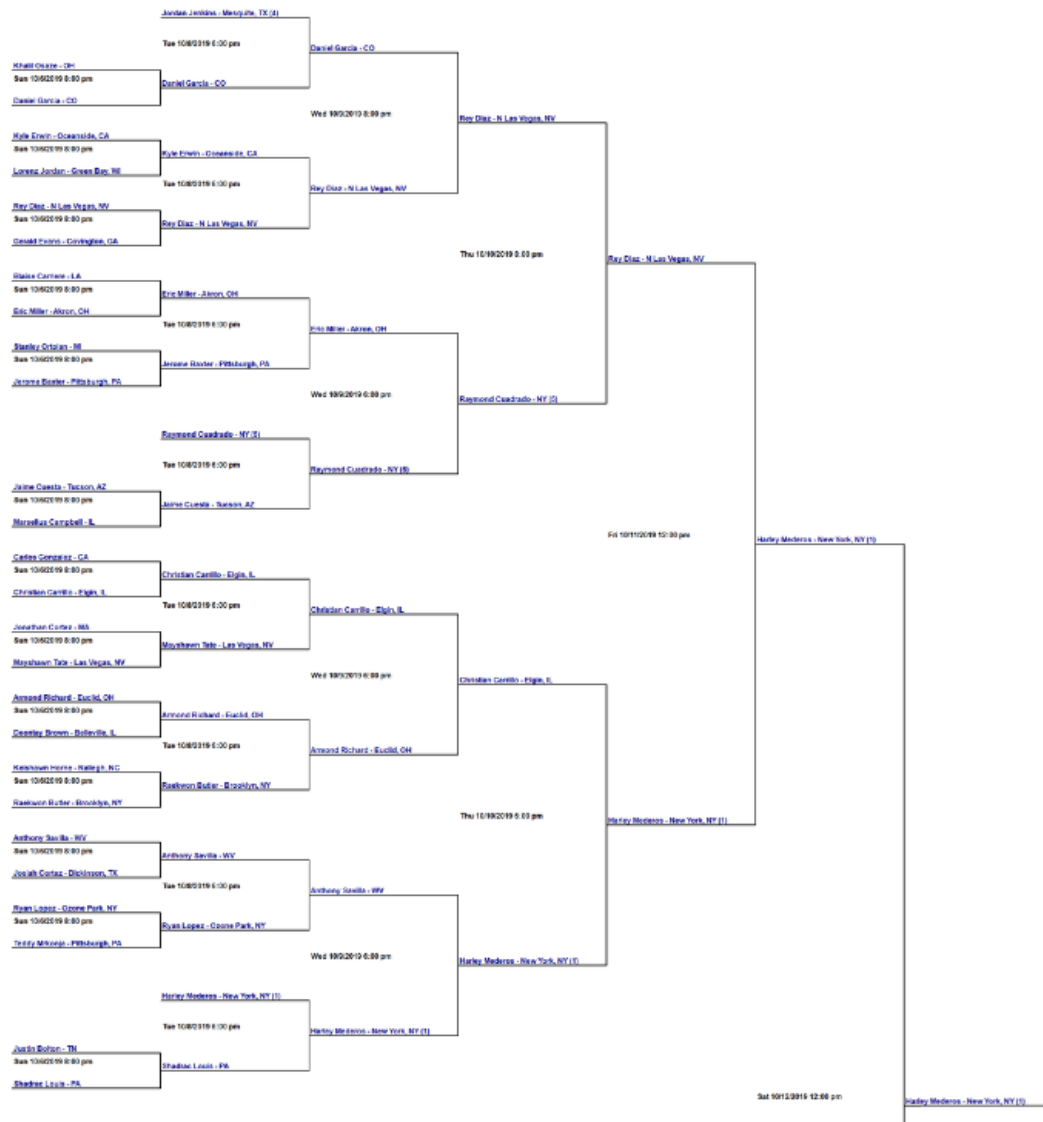 Jordan Jenkins - Mesquite, TX (4)
Tue 10/8/2019 6:00 pm
Daniel Garcia - CO
Khalil Osaze - OH
Sun 10/6/2019 8:00 pm
Daniel Garcia - CO
Daniel Garcia - CO
Wed 10/9/2019 6:00 pm
Rey Diaz - N Las Vegas, NV
Kyle Erwin - Oceanside, CA
Sun 10/6/2019 8:00 pm
Kyle Erwin - Oceanside, CA
Lorenz Jordan - Green Bay, WI
Tue 10/8/2019 6:00 pm
Rey Diaz - N Las Vegas, NV
Rey Diaz - N Las Vegas, NV
Sun 10/6/2019 8:00 pm
Rey Diaz - N Las Vegas, NV
Gerald Evans - Covington, GA
Thu 10/10/2019 6:00 pm
Rey Diaz - N Las Vegas, NV
Blaise Carriere - LA
Sun 10/6/2019 8:00 pm
Eric Miller - Akron, OH
Eric Miller - Akron, OH
Tue 10/8/2019 6:00 pm
Eric Miller - Akron, OH
Stanley - MI
Sun 10/6/2019 8:00 pm
Jerome Baxter - Pittsburgh, PA
Jerome Baxter - Pittsburgh, PA
Wed 10/9/2019 6:00 pm
Raymond Cuadrado - NY (5)
Raymond Cuadrado - NY (5)
Tue 10/8/2019 6:00 pm
Raymond Cuadrado - NY (5)
Jaime Cuesta - Tucson, AZ
Sun 10/6/2019 8:00 pm
Jaime Cuesta - Tucson, AZ
Marsellus Campbell - IL
Fri 10/11/2019 12:00 pm
Harley Mederos - New York, NY (1)
Carlos Gonzalez - CA
Sun 10/6/2019 8:00 pm
Christian Carrillo - Elgin, IL
Christian Carrillo - Elgin, IL
Tue 10/8/2019 6:00 pm
Christian Carrillo - Elgin, IL
Jonathan Cortez - MA
Sun 10/6/2019 8:00 pm
Mayshawn Tate - Las Vegas, NV
Mayshawn Tate - Las Vegas, NV
Wed 10/9/2019 6:00 pm
Christian Carrillo - Elgin, IL
Armond Richard - Euclid, OH
Sun 10/6/2019 8:00 pm
Armond Richard - Euclid, OH
Deontay Brown - Belleville, IL
Tue 10/8/2019 6:00 pm
Armond Richard - Euclid, OH
Keishawn Horne - Raleigh, NC
Sun 10/6/2019 8:00 pm
Raekwon Butler - Brooklyn, NY
Raekwon Butler - Brooklyn, NY
Thu 10/10/2019 6:00 pm
Harley Mederos - New York, NY (1)
Anthony Savilla - WV
Sun 10/6/2019 8:00 pm
Anthony Savilla - WV
Josiah Cortaz - Dickinson, TX
Tue 10/8/2019 6:00 pm
Anthony Savilla - WV
Ryan Lopez - Ozone Park, NY
Sun 10/6/2019 8:00 pm
Ryan Lopez - Ozone Park, NY
Teddy Mrkonja - Pittsburgh, PA
Wed 10/9/2019 6:00 pm
Harley Mederos - New York, NY (1)
Harley Mederos - New York, NY (1)
Tue 10/8/2019 6:00 pm
Harley Mederos - New York, NY (1)
Justin Bolton - TN
Sun 10/6/2019 8:00 pm
Shadrac Louis - PA
Shadrac Louis - PA
Sat 10/12/2019 12:00 pm
Harley Mederos - New York, NY (1)